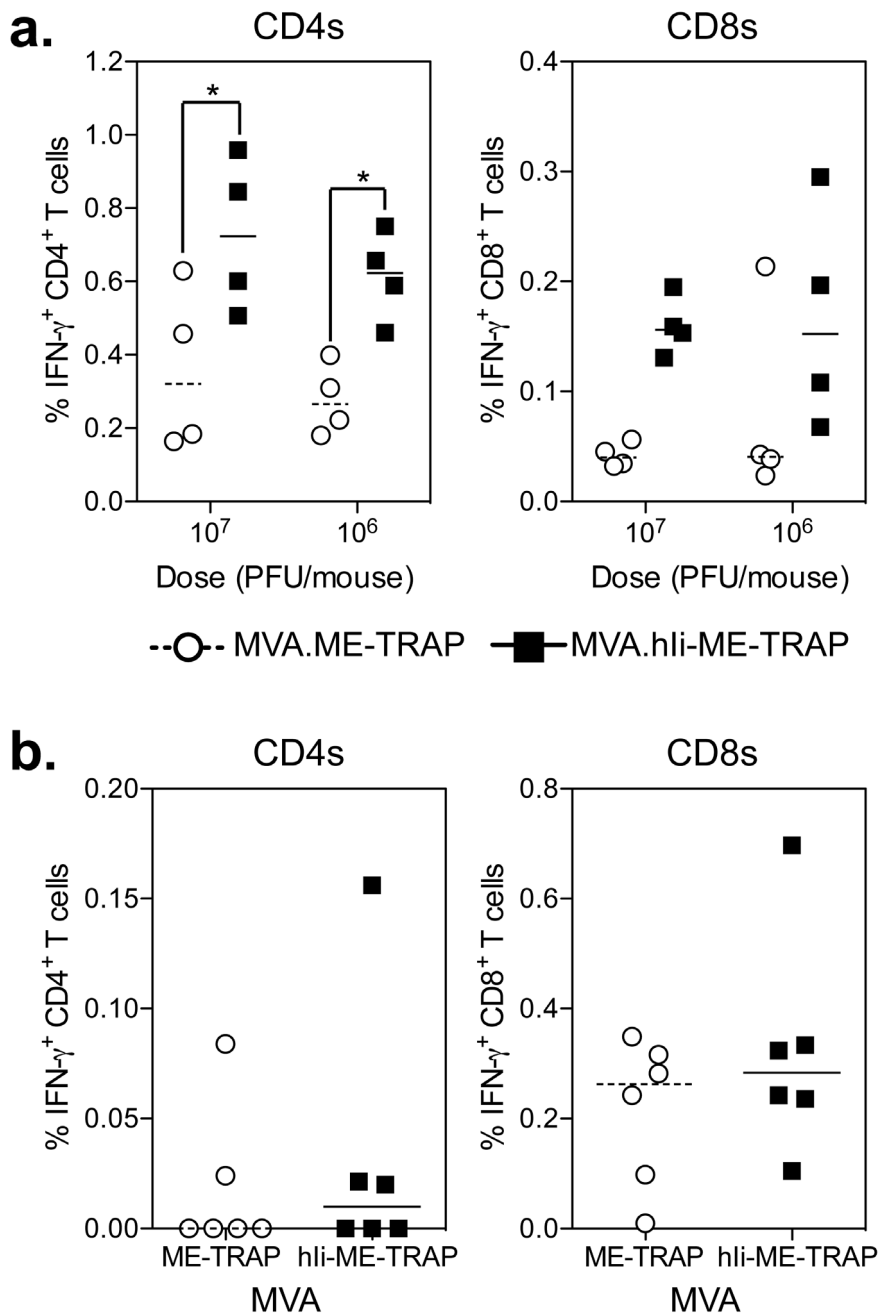 a.
CD4s
CD8s
% IFN-γ⁺ CD4⁺ T cells
1.2
1.0
0.8
0.6
0.4
0.2
0.0
*
*
10⁷
10⁶
Dose (PFU/mouse)
% IFN-γ⁺ CD8⁺ T cells
0.4
0.3
0.2
0.1
0.0
10⁷
10⁶
Dose (PFU/mouse)
MVA.ME-TRAP
MVA.hIi-ME-TRAP
b.
CD4s
CD8s
% IFN-γ⁺ CD4⁺ T cells
0.20
0.15
0.10
0.05
0.00
ME-TRAP
hIi-ME-TRAP
MVA
% IFN-γ⁺ CD8⁺ T cells
0.8
0.6
0.4
0.2
0.0
ME-TRAP
hIi-ME-TRAP
MVA